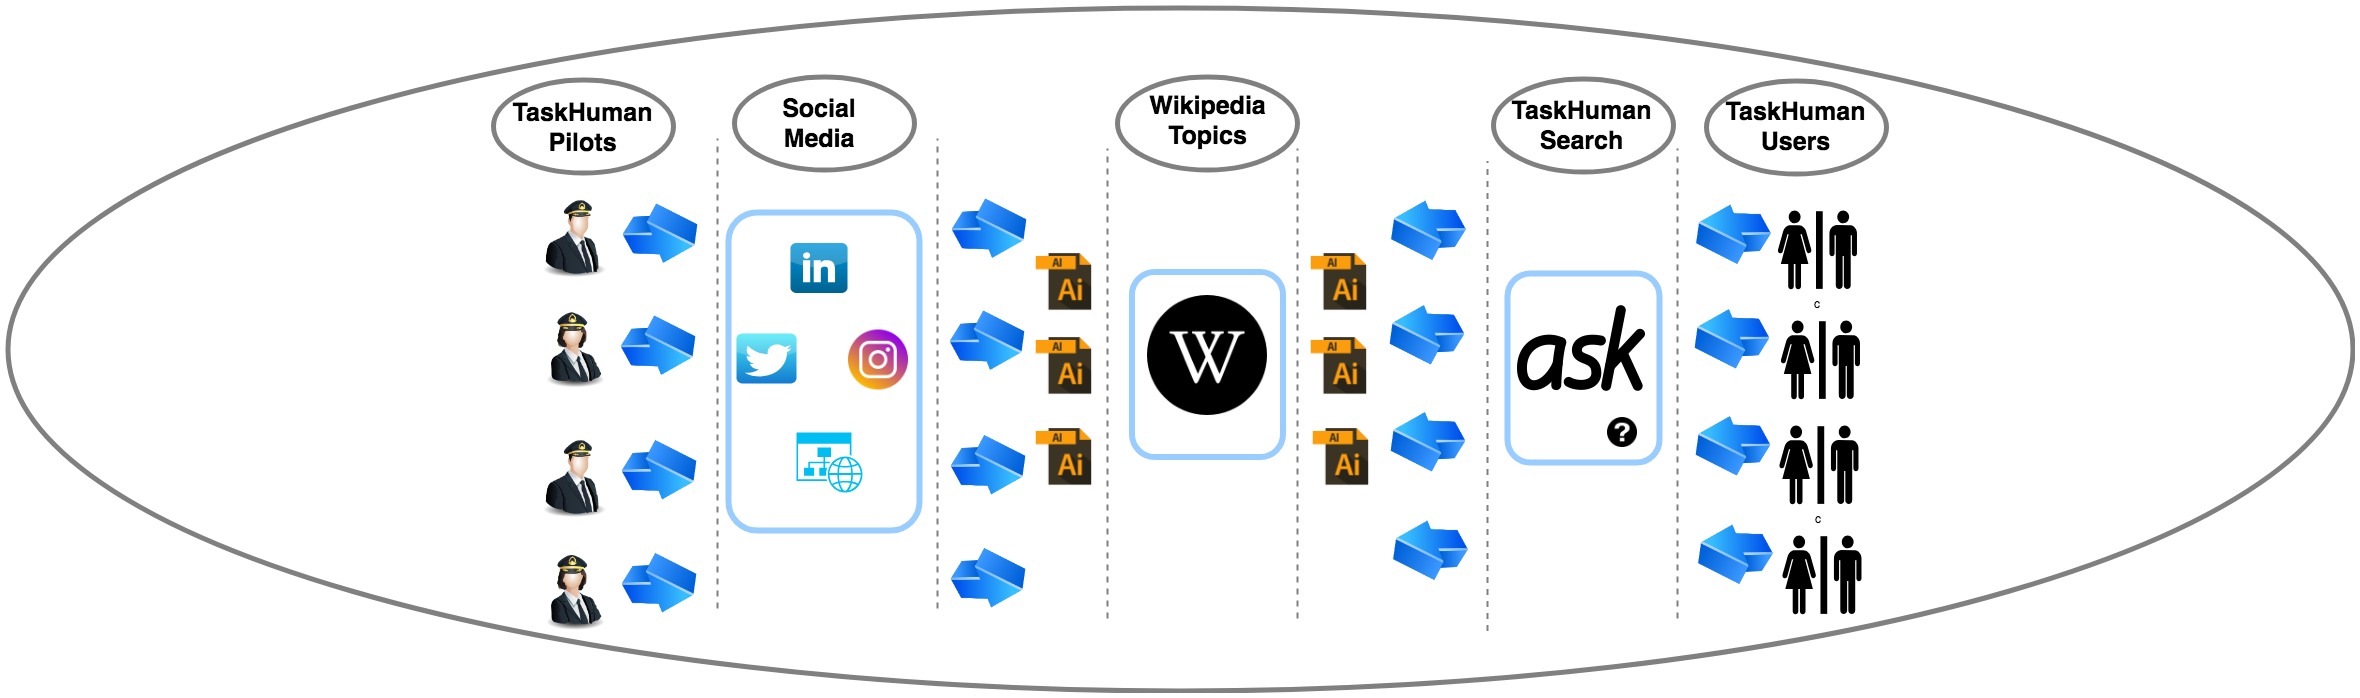 TaskHuman
Pilots
Social
Media
Wikipedia
Topics
TaskHuman
Search
TaskHuman
Users
in
AI
Ai
AI
Ai
AI
Ai
W
AI
Ai
AI
Ai
AI
Ai
ask
?
c
c